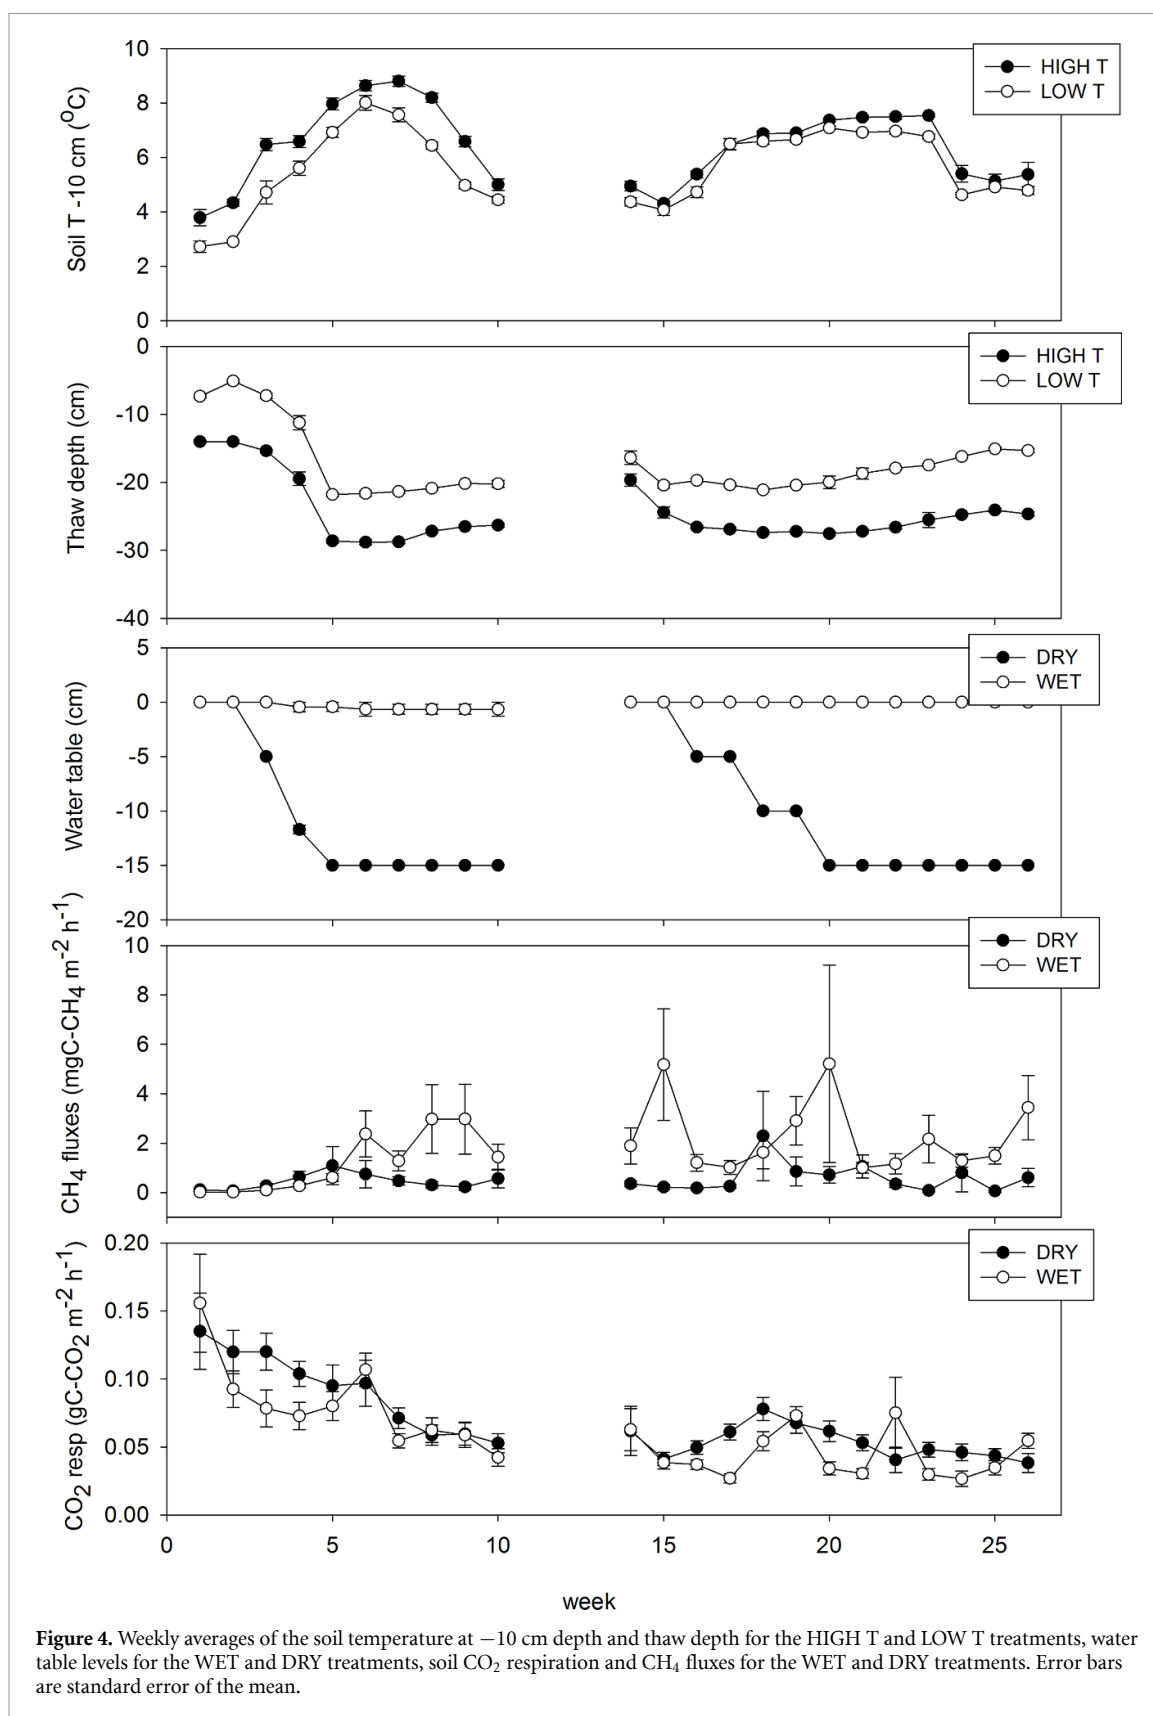 10
8
6
4
2
0
Soil T -10 cm (°C)
HIGH T
LOW T
0
-10
-20
-30
-40
Thaw depth (cm)
HIGH T
LOW T
5
0
-5
-10
-15
-20
Water table (cm)
DRY
WET
10
8
6
4
2
0
CH4 fluxes (mgC-CH4 m-2 h-1)
DRY
WET
0.20
0.15
0.10
0.05
0.00
CO2 resp (gC-CO2 m-2 h-1)
DRY
WET
0 5 10 15 20 25
week
Figure 4. Weekly averages of the soil temperature at −10 cm depth and thaw depth for the HIGH T and LOW T treatments, water
table levels for the WET and DRY treatments, soil CO2 respiration and CH4 fluxes for the WET and DRY treatments. Error bars
are standard error of the mean.